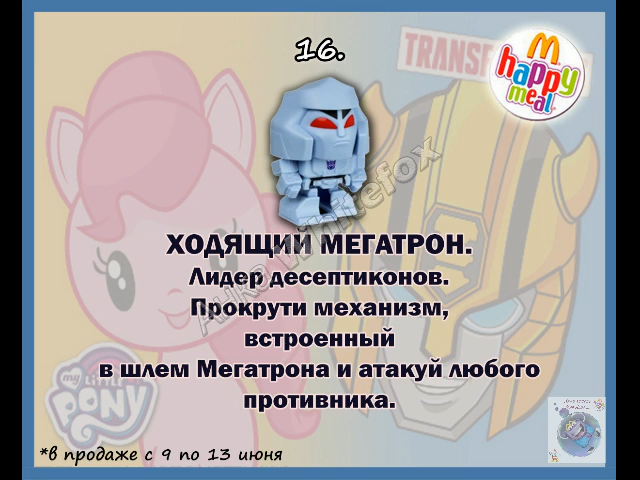 16.
TRANSF
M
happy
meal
ХОДЯЩИЙ МЕГАТРОН.
Лидер десептиконов.
Прокрути механизм,
встроенный
в шлем Мегатрона и атакуй любого
противника.
my little
PONY
*в продаже с 9 по 13 июня